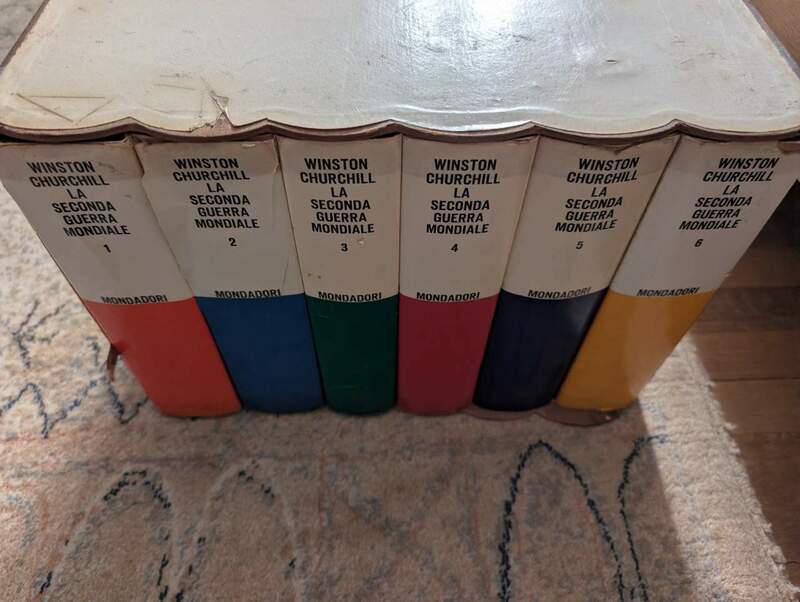 WINSTON
CHURCHILL
LA
SECONDA
GUERRA
MONDIALE
1
MONDADORI
WINSTON
CHURCHILL
LA
SECONDA
GUERRA
MONDIALE
2
MONDADORI
WINSTON
CHURCHILL
LA
SECONDA
GUERRA
MONDIALE
3
MONDADORI
WINSTON
CHURCHILL
LA
SECONDA
GUERRA
MONDIALE
4
MONDADORI
WINSTON
CHURCHILL
LA
SECONDA
GUERRA
MONDIALE
5
MONDADORI
WINSTON
CHURCHILL
LA
SECONDA
GUERRA
MONDIALE
6
MONDADORI